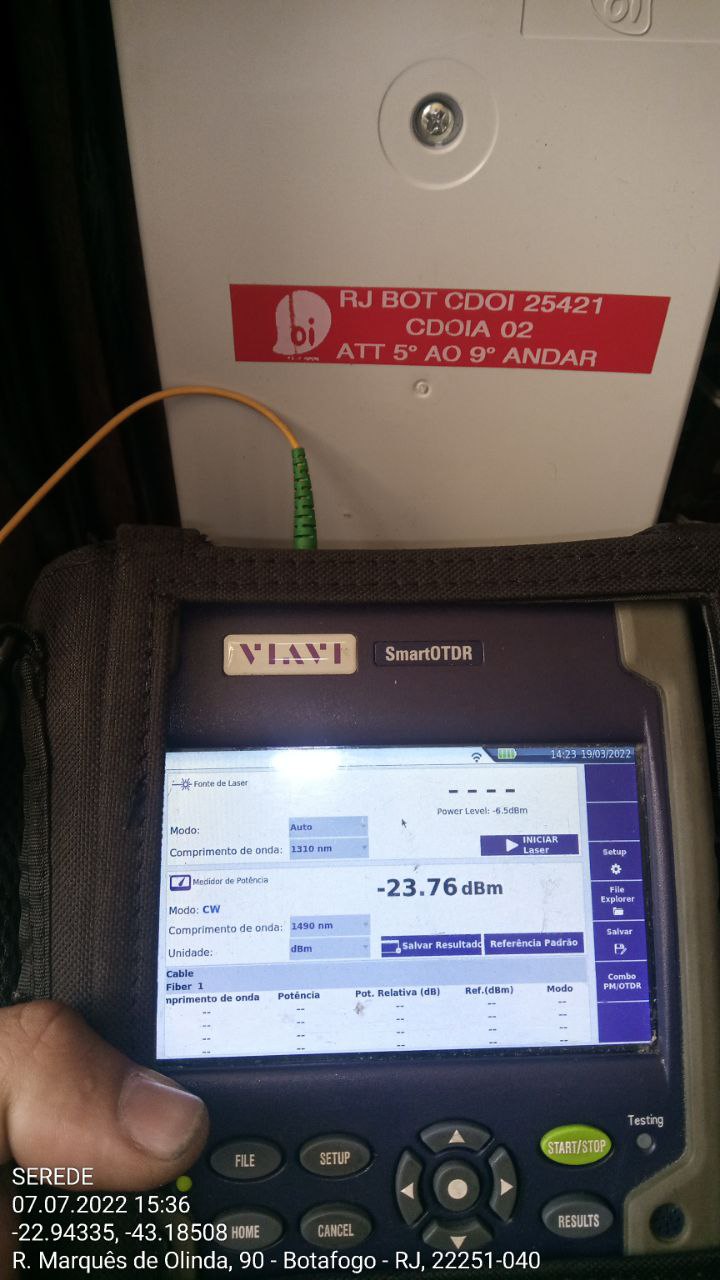 oi
oi
RJ BOT CDOI 25421
CDOIA 02
ATT 5º AO 9º ANDAR
VIAVI
SmartOTDR
14:23 19/03/2022
Fonte de Laser
Power Level: -6.5dBm
Modo:
Auto
Comprimento de onda:
1310 nm
INICIAR
Laser
Medidor de Potência
-23.76 dBm
Modo: CW
Comprimento de onda:
1490 nm
Unidade:
dBm
Salvar Resultado
Referência Padrão
Cable
Fiber 1
mprimento de onda Potência Pot. Relativa (dB) Ref.(dBm) Modo
-- -- -- -- --
-- -- -- -- --
-- -- -- -- --
-- -- -- -- --
Setup
File
Explorer
Salvar
Combo
PM/OTDR
Testing
FILE
SETUP
START/STOP
HOME
CANCEL
RESULTS
SEREDE
07.07.2022 15:36
-22.94335, -43.18508
R. Marquês de Olinda, 90 - Botafogo - RJ, 22251-040